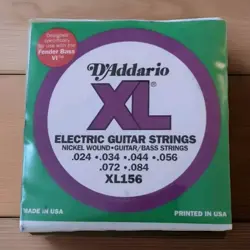 Designed
specifically
for use with the
Fender Bass
VI™
D'Addario
XL
ELECTRIC GUITAR STRINGS
NICKEL WOUND • GUITAR/BASS STRINGS
.024 • .034 • .044 • .056
.072 • .084
XL156
MADE IN USA
PRINTED IN USA